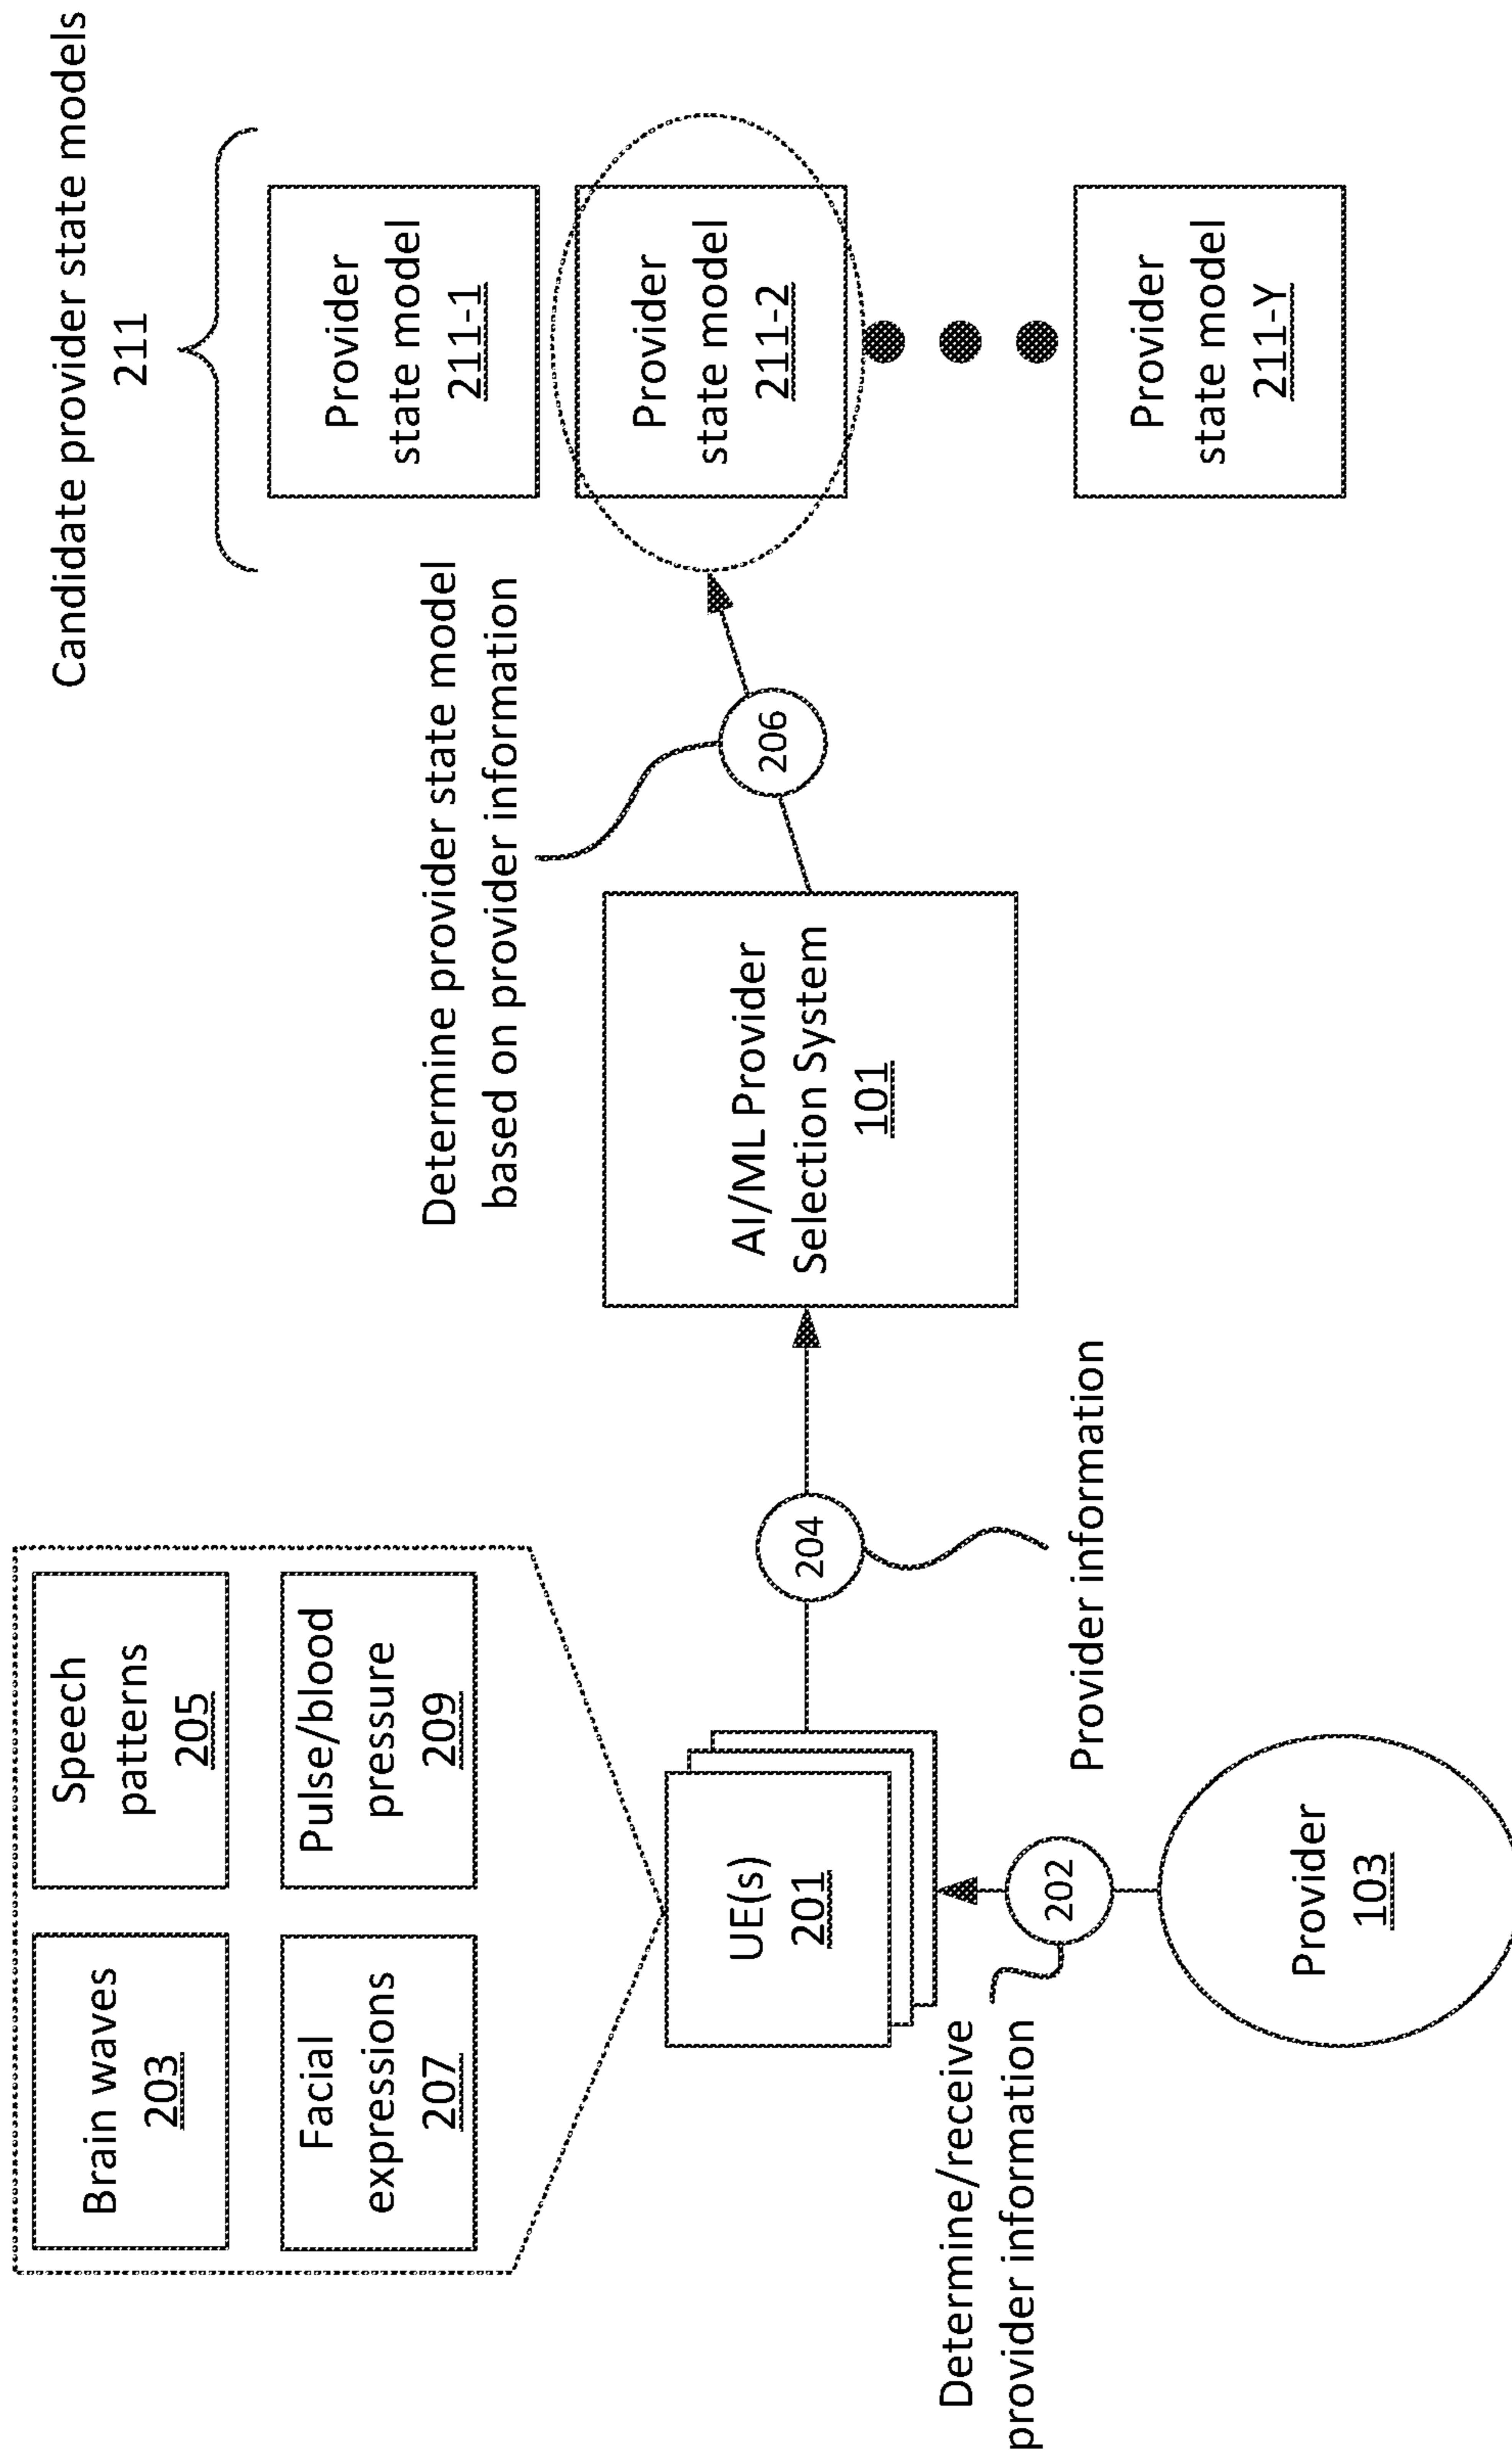 Brain waves
203
Speech
patterns
205
Facial
expressions
207
Pulse/blood
pressure
209
UE(s)
201
Determine/receive
provider information
202
Provider
103
204
Provider information
AI/ML Provider
Selection System
101
Determine provider state model
based on provider information
206
Candidate provider state models
211
Provider
state model
211-1
Provider
state model
211-2
Provider
state model
211-Y